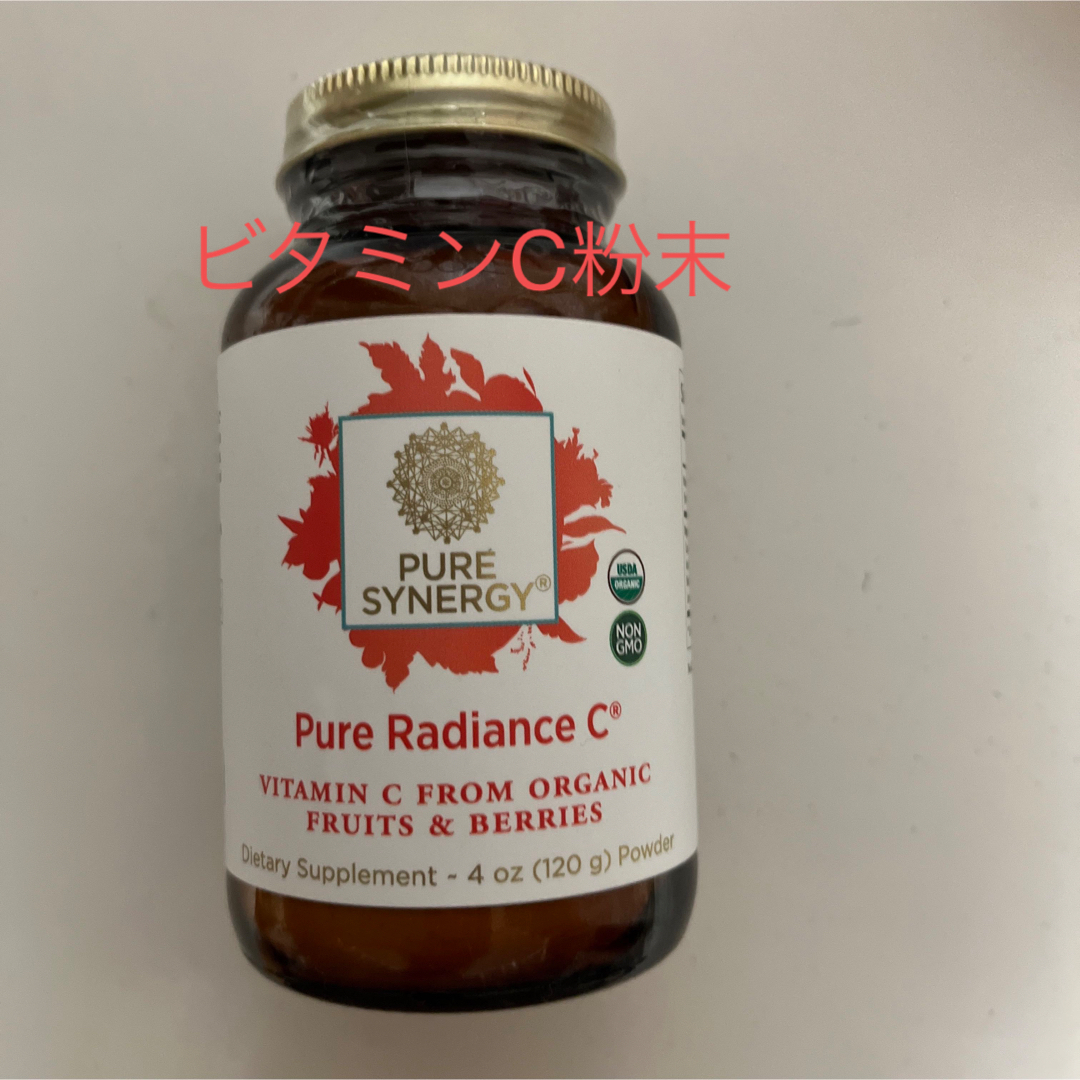 ビタミンC粉末
PURE
SYNERGY®
USDA
ORGANIC
NON
GMO
Pure Radiance C®
VITAMIN C FROM ORGANIC
FRUITS & BERRIES
Dietary Supplement ~ 4 oz (120 g) Powder